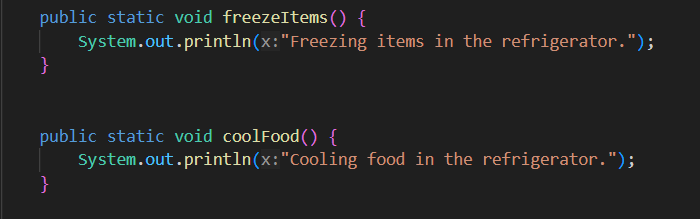 public static void freezeItems() {
    System.out.println(x:"Freezing items in the refrigerator.");
}
public static void coolFood() {
    System.out.println(x:"Cooling food in the refrigerator.");
}